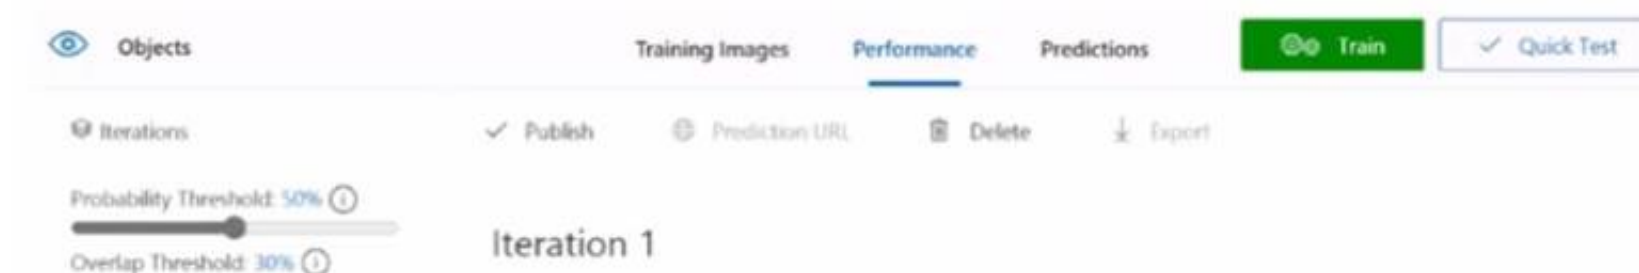 Objects Training Images Performance Predictions Train Quick Test
Iterations Publish Prediction URL Delete Export
Probability Threshold: 50%
Iteration 1
Overlap Threshold: 30%